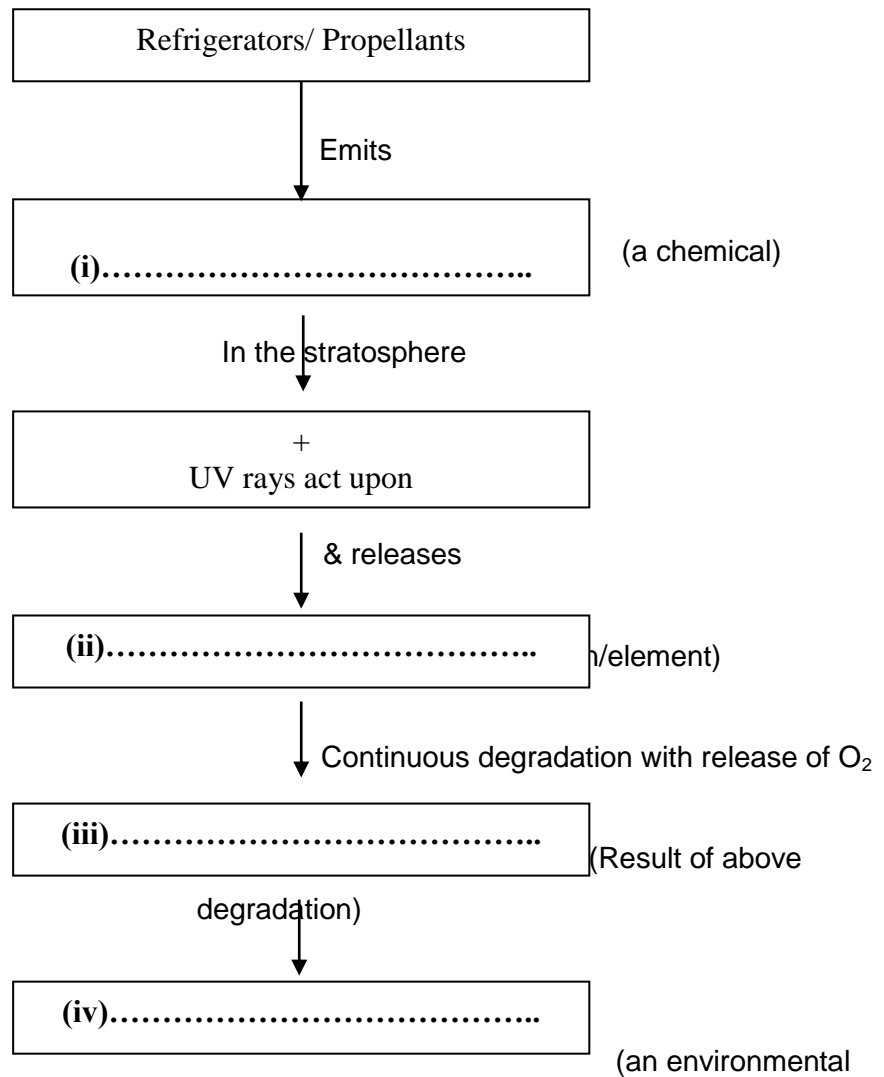 Refrigerators/ Propellants
Emits
(i)…………………………………..
(a chemical)
In the stratosphere
+
UV rays act upon
& releases
(ii)…………………………………..
/element)
Continuous degradation with release of O₂
(iii)…………………………………..
(Result of above
degradation)
(iv)…………………………………..
(an environmental